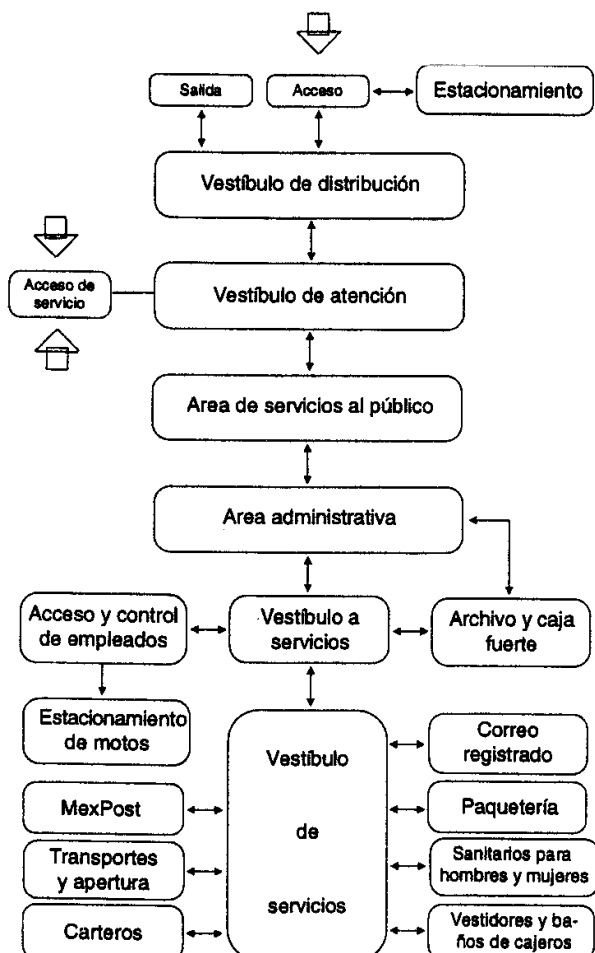 Salida
Acceso
Estacionamiento
Vestíbulo de distribución
Acceso de
servicio
Vestíbulo de atención
Area de servicios al público
Area administrativa
Acceso y control
de empleados
Vestíbulo a
servicios
Archivo y caja
fuerte
Estacionamiento
de motos
Vestíbulo
de
servicios
Correo
registrado
MexPost
Paquetería
Transportes
y apertura
Sanitarios para
hombres y mujeres
Carteros
Vestidores y ba-
ños de cajeros